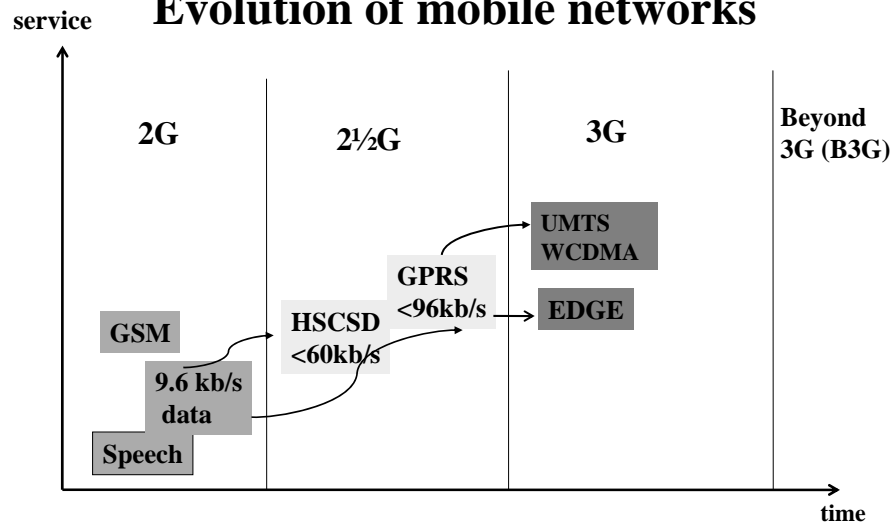 Evolution of mobile networks
service
2G
2½G
3G
Beyond
3G (B3G)
UMTS
WCDMA
GPRS
<96kb/s
EDGE
HSCSD
<60kb/s
GSM
9.6 kb/s
data
Speech
time